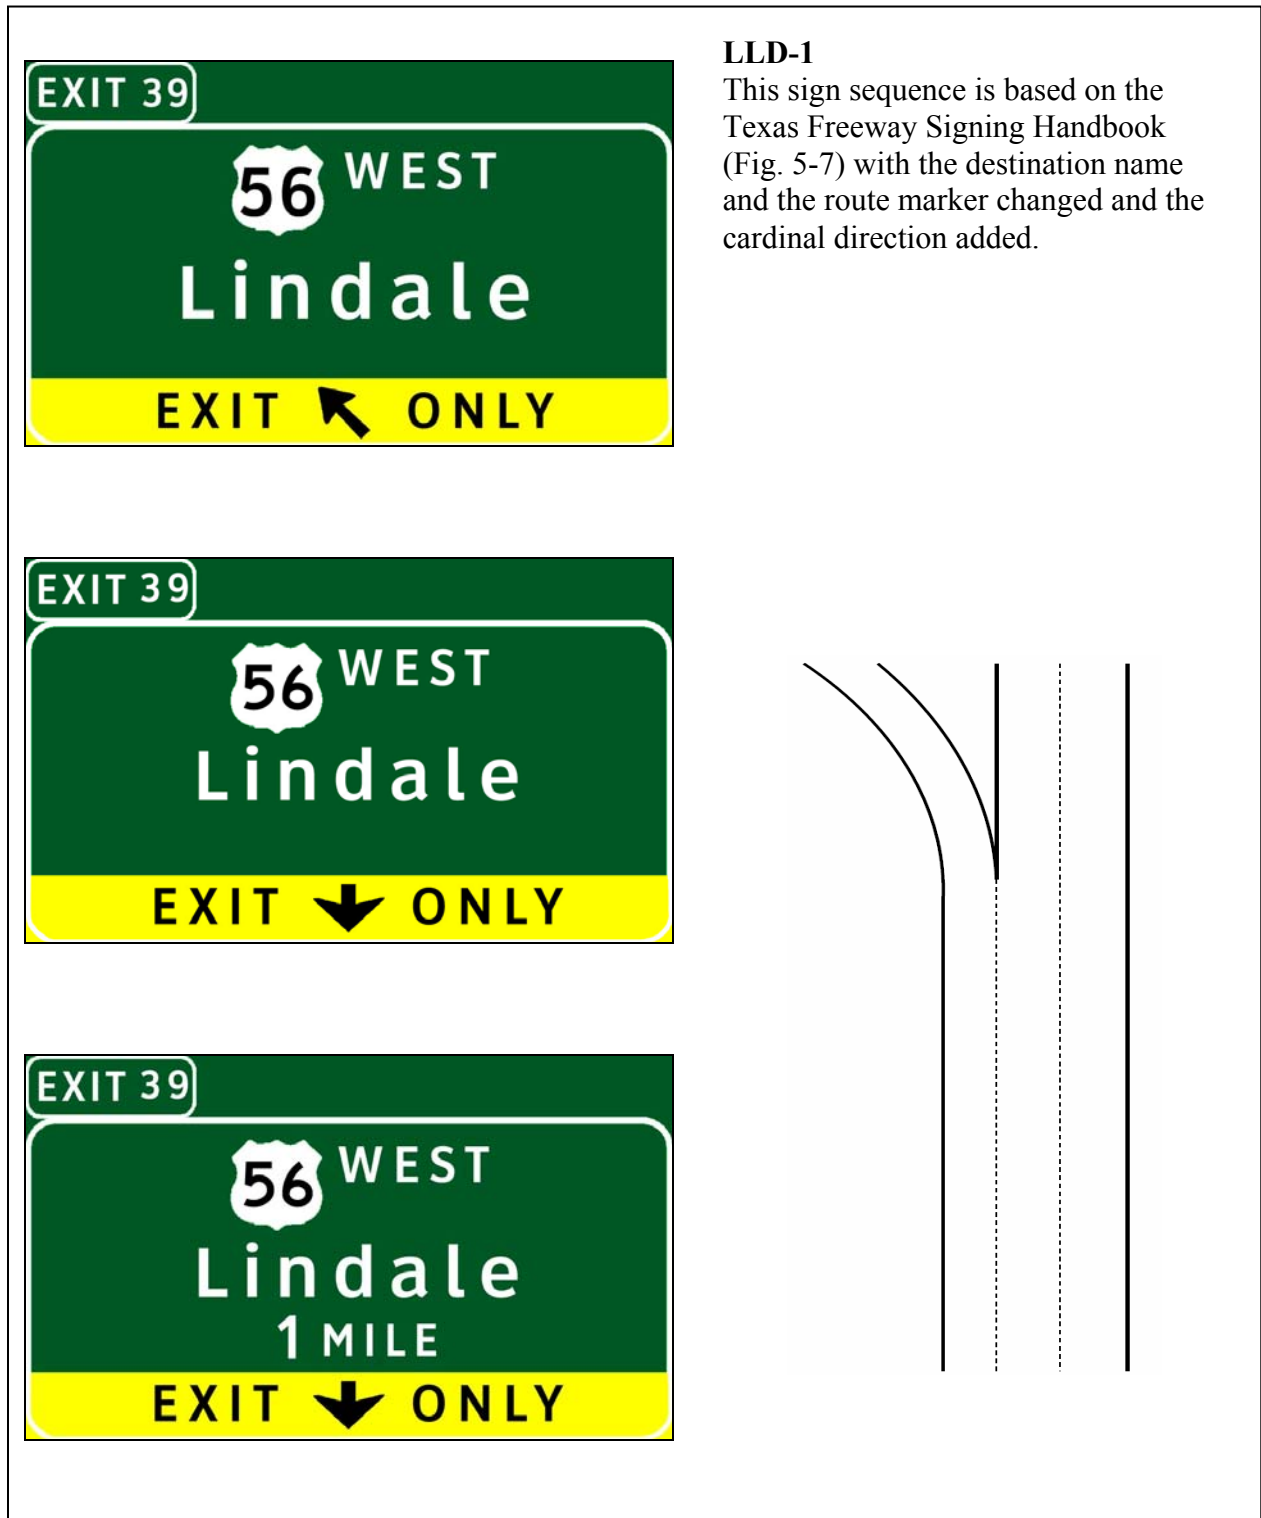 LLD-1
This sign sequence is based on the
Texas Freeway Signing Handbook
(Fig. 5-7) with the destination name
and the route marker changed and the
cardinal direction added.
EXIT 39
56 WEST
Lindale
EXIT ONLY
EXIT 39
56 WEST
Lindale
EXIT ONLY
EXIT 39
56 WEST
Lindale
1 MILE
EXIT ONLY